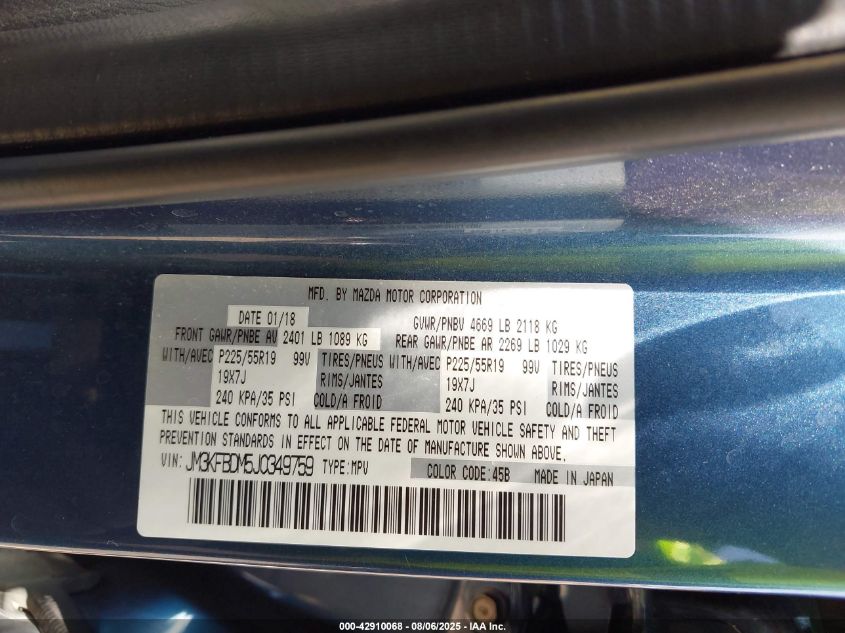 MFD. BY MAZDA MOTOR CORPORATION
DATE 01/18 GVWR/PNBV 4669 LB 2118 KG
FRONT GAWR/PNBE AV 2401 LB 1089 KG REAR GAWR/PNBE AR 2269 LB 1029 KG
WITH/AVEC P225/55R19 99V TIRES/PNEUS WITH/AVEC P225/55R19 99V TIRES/PNEUS
19X7J RIMS/JANTES 19X7J RIMS/JANTES
240 KPA/35 PSI COLD/A FROID 240 KPA/35 PSI COLD/A FROID
THIS VEHICLE CONFORMS TO ALL APPLICABLE FEDERAL MOTOR VEHICLE SAFETY AND THEFT
PREVENTION STANDARDS IN EFFECT ON THE DATE OF MANUFACTURE SHOWN ABOVE.
VIN: JM3KFBDM5J0349759 TYPE:MPV COLOR CODE:45B MADE IN JAPAN
000-42910068 - 08/06/2025 - IAA Inc.